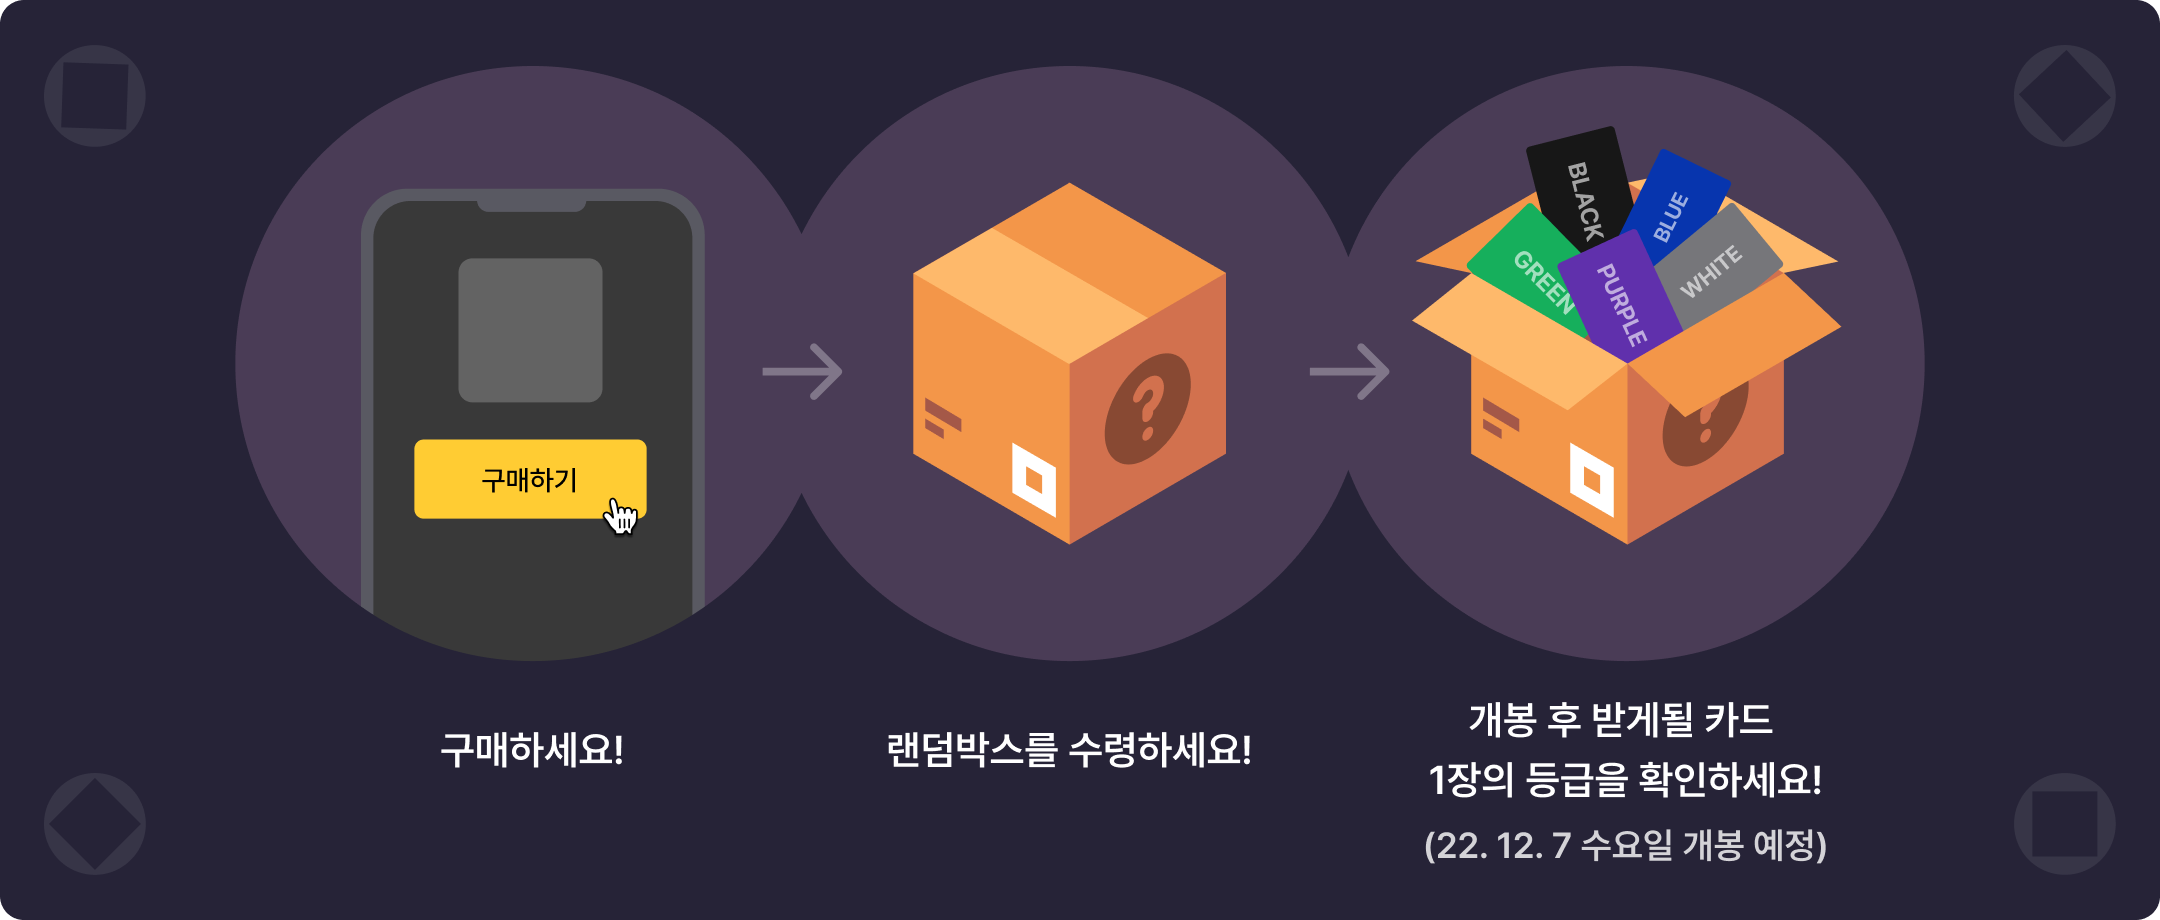 구매하기
구매하세요!
?
랜덤박스를 수령하세요!
BLACK
BLUE
GREEN
PURPLE
WHITE
?
개봉 후 받게될 카드
1장의 등급을 확인하세요!
(22. 12. 7 수요일 개봉 예정)